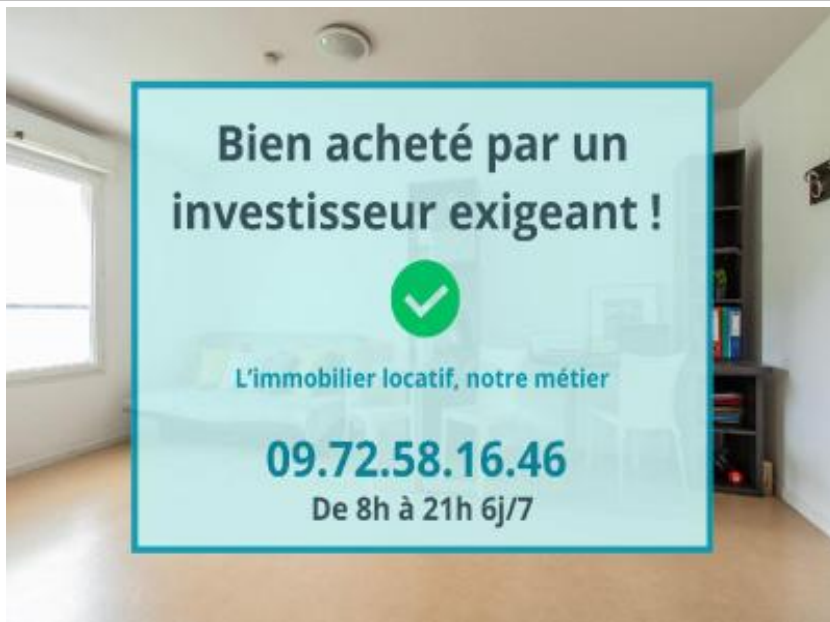 Bien acheté par un
investisseur exigeant !
L'immobilier locatif, notre métier
09.72.58.16.46
De 8h à 21h 6j/7